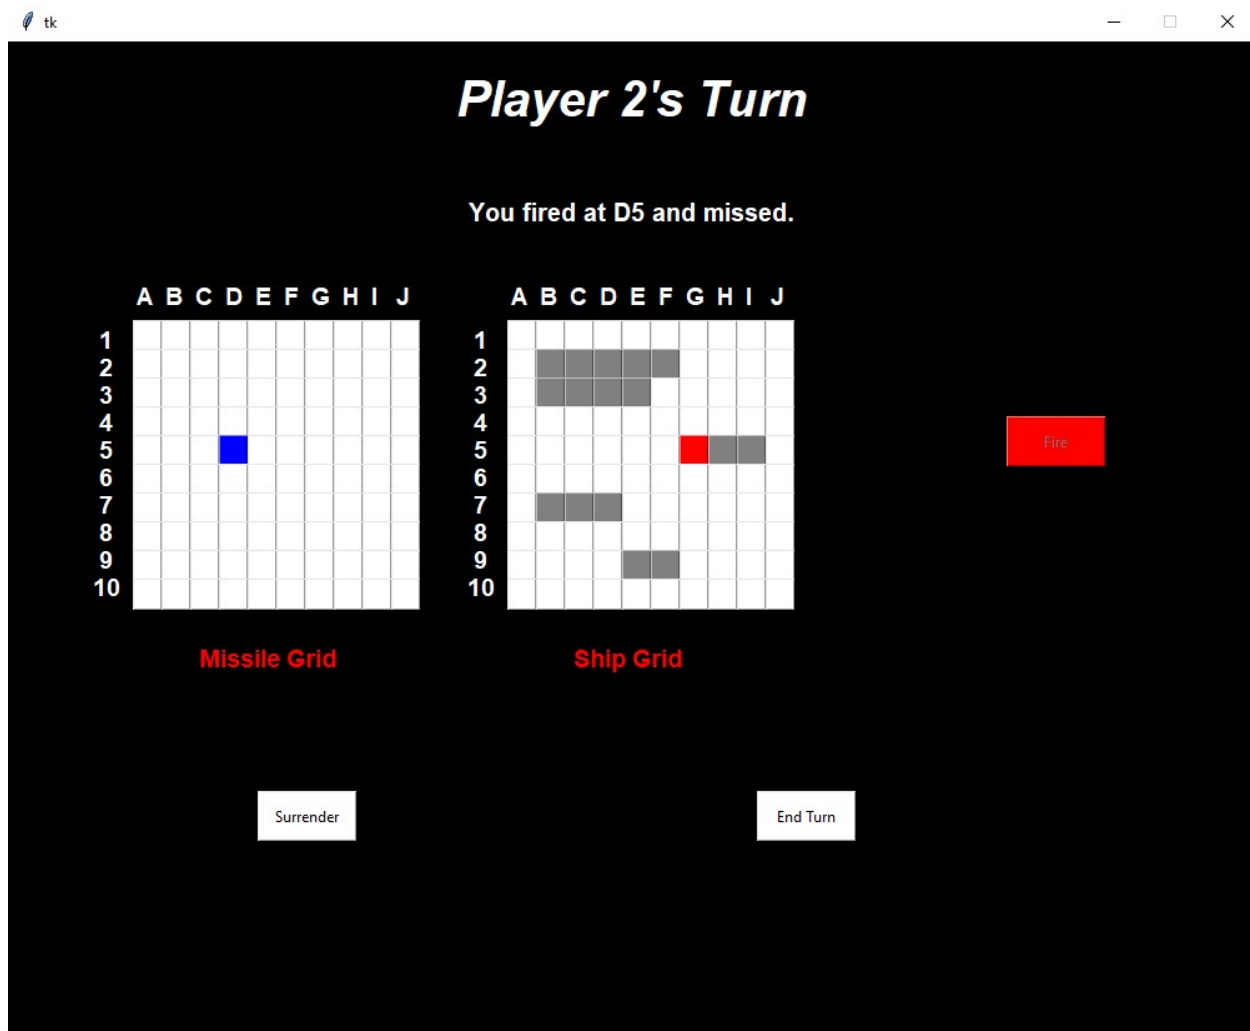 tk
Player 2's Turn
You fired at D5 and missed.
A B C D E F G H I J
A B C D E F G H I J
1
2
3
4
5
6
7
8
9
10
1
2
3
4
5
6
7
8
9
10
Fire
Missile Grid
Ship Grid
Surrender
End Turn